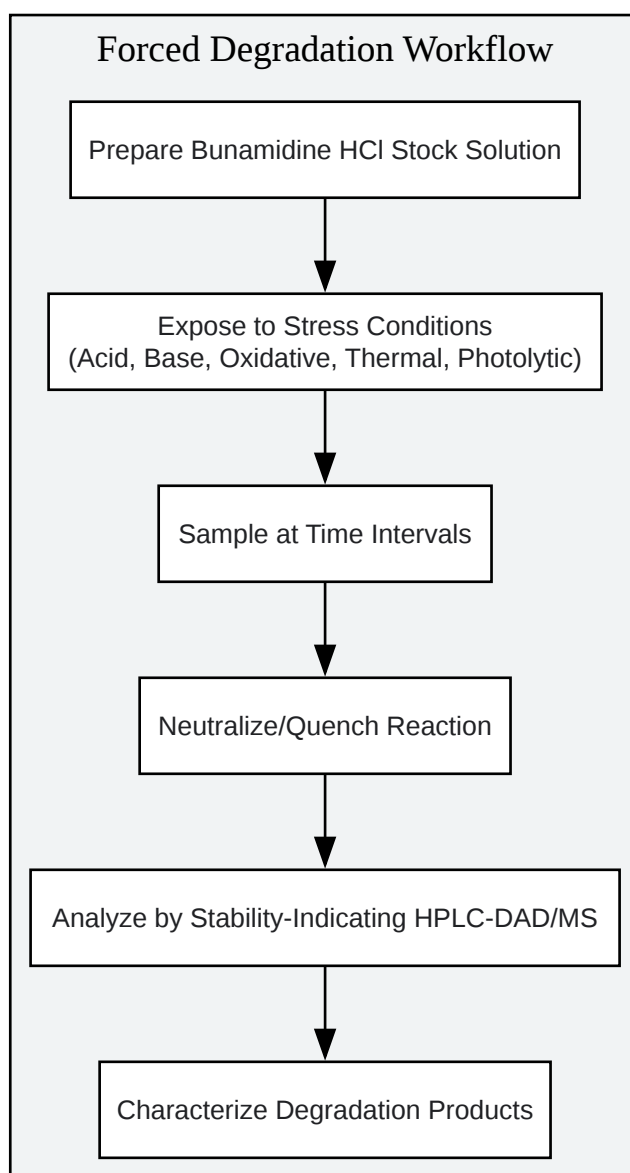 Forced Degradation Workflow
Prepare Bunamidine HCl Stock Solution
Expose to Stress Conditions
(Acid, Base, Oxidative, Thermal, Photolytic)
Sample at Time Intervals
Neutralize/Quench Reaction
Analyze by Stability-Indicating HPLC-DAD/MS
Characterize Degradation Products